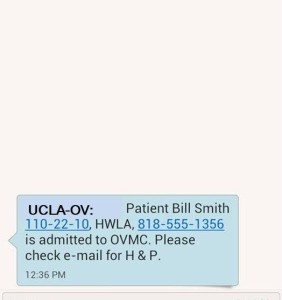 UCLA-OV: Patient Bill Smith
110-22-10, HWLA, 818-555-1356
is admitted to OVMC. Please
check e-mail for H & P.
12:36 PM